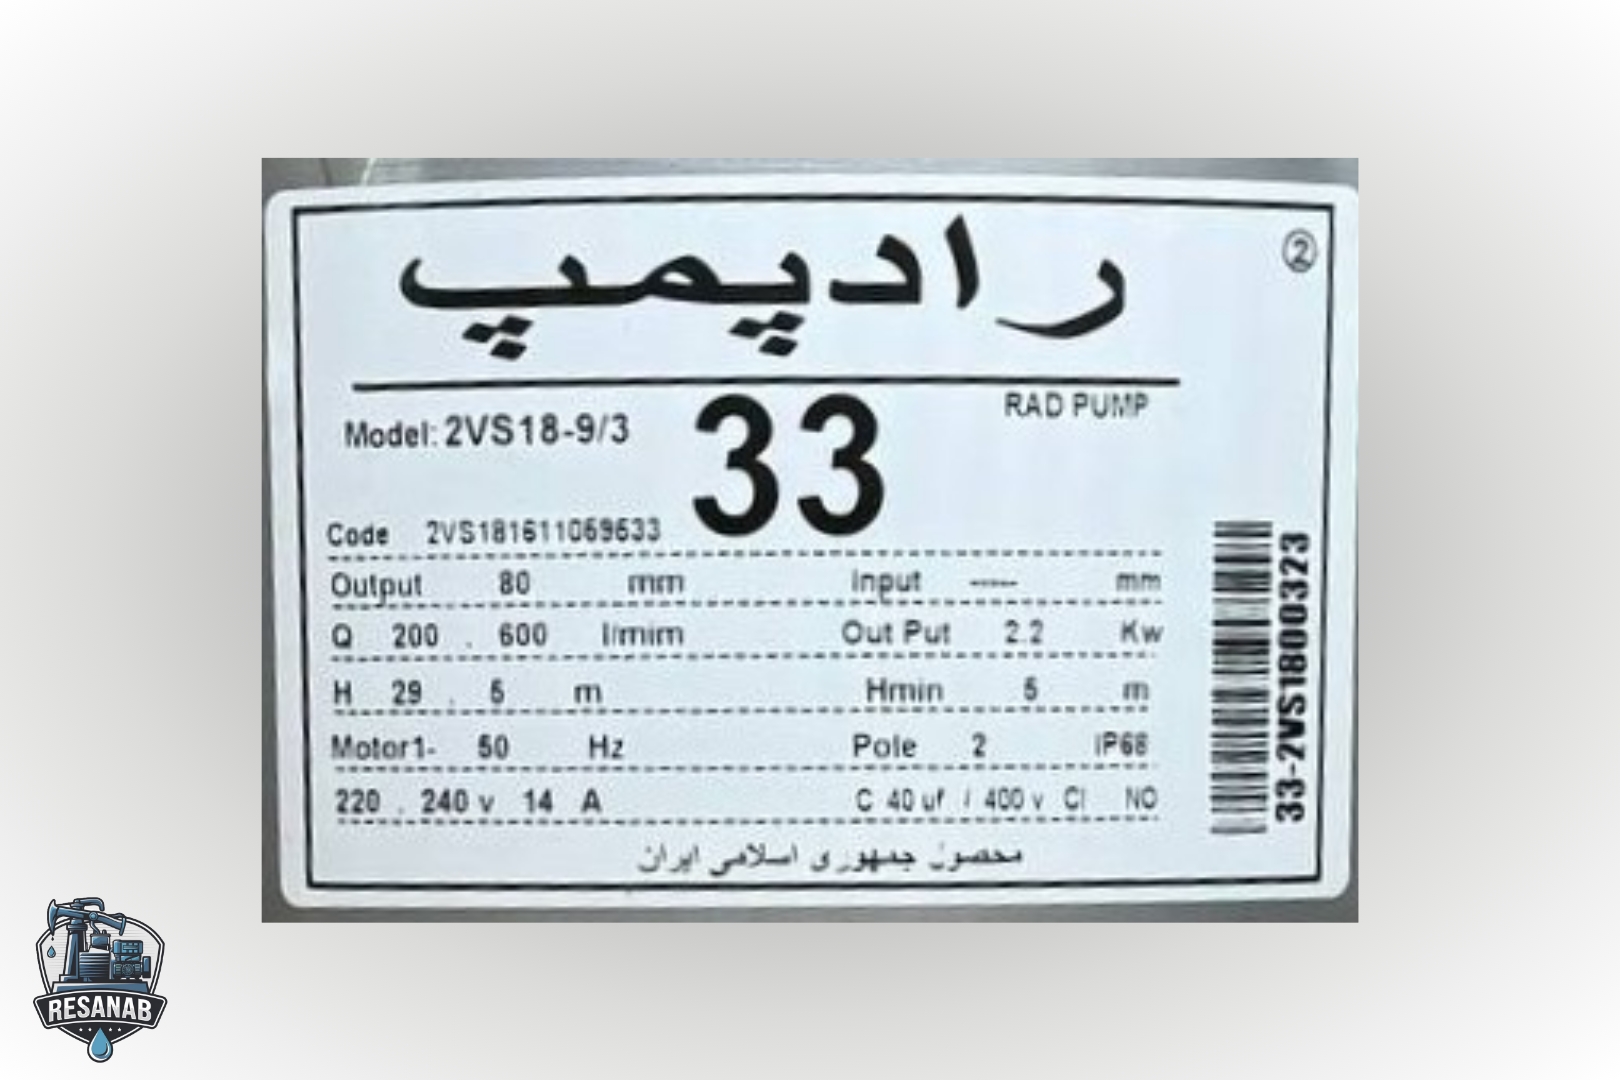 رادپمپ
②
RAD PUMP
Model: 2VS18-9/3
33
Code 2VS181611069633
Output 80 mm Input ----- mm
Q 200 . 600 l/mim Out Put 2.2 Kw
H 29 . 5 m Hmin 5 m
Motor1- 50 Hz Pole 2 IP68
220 . 240 v 14 A C 40 uf / 400 v Cl NO
محصول جمهوری اسلامی ایران
33-2VS1800323
RESANAB